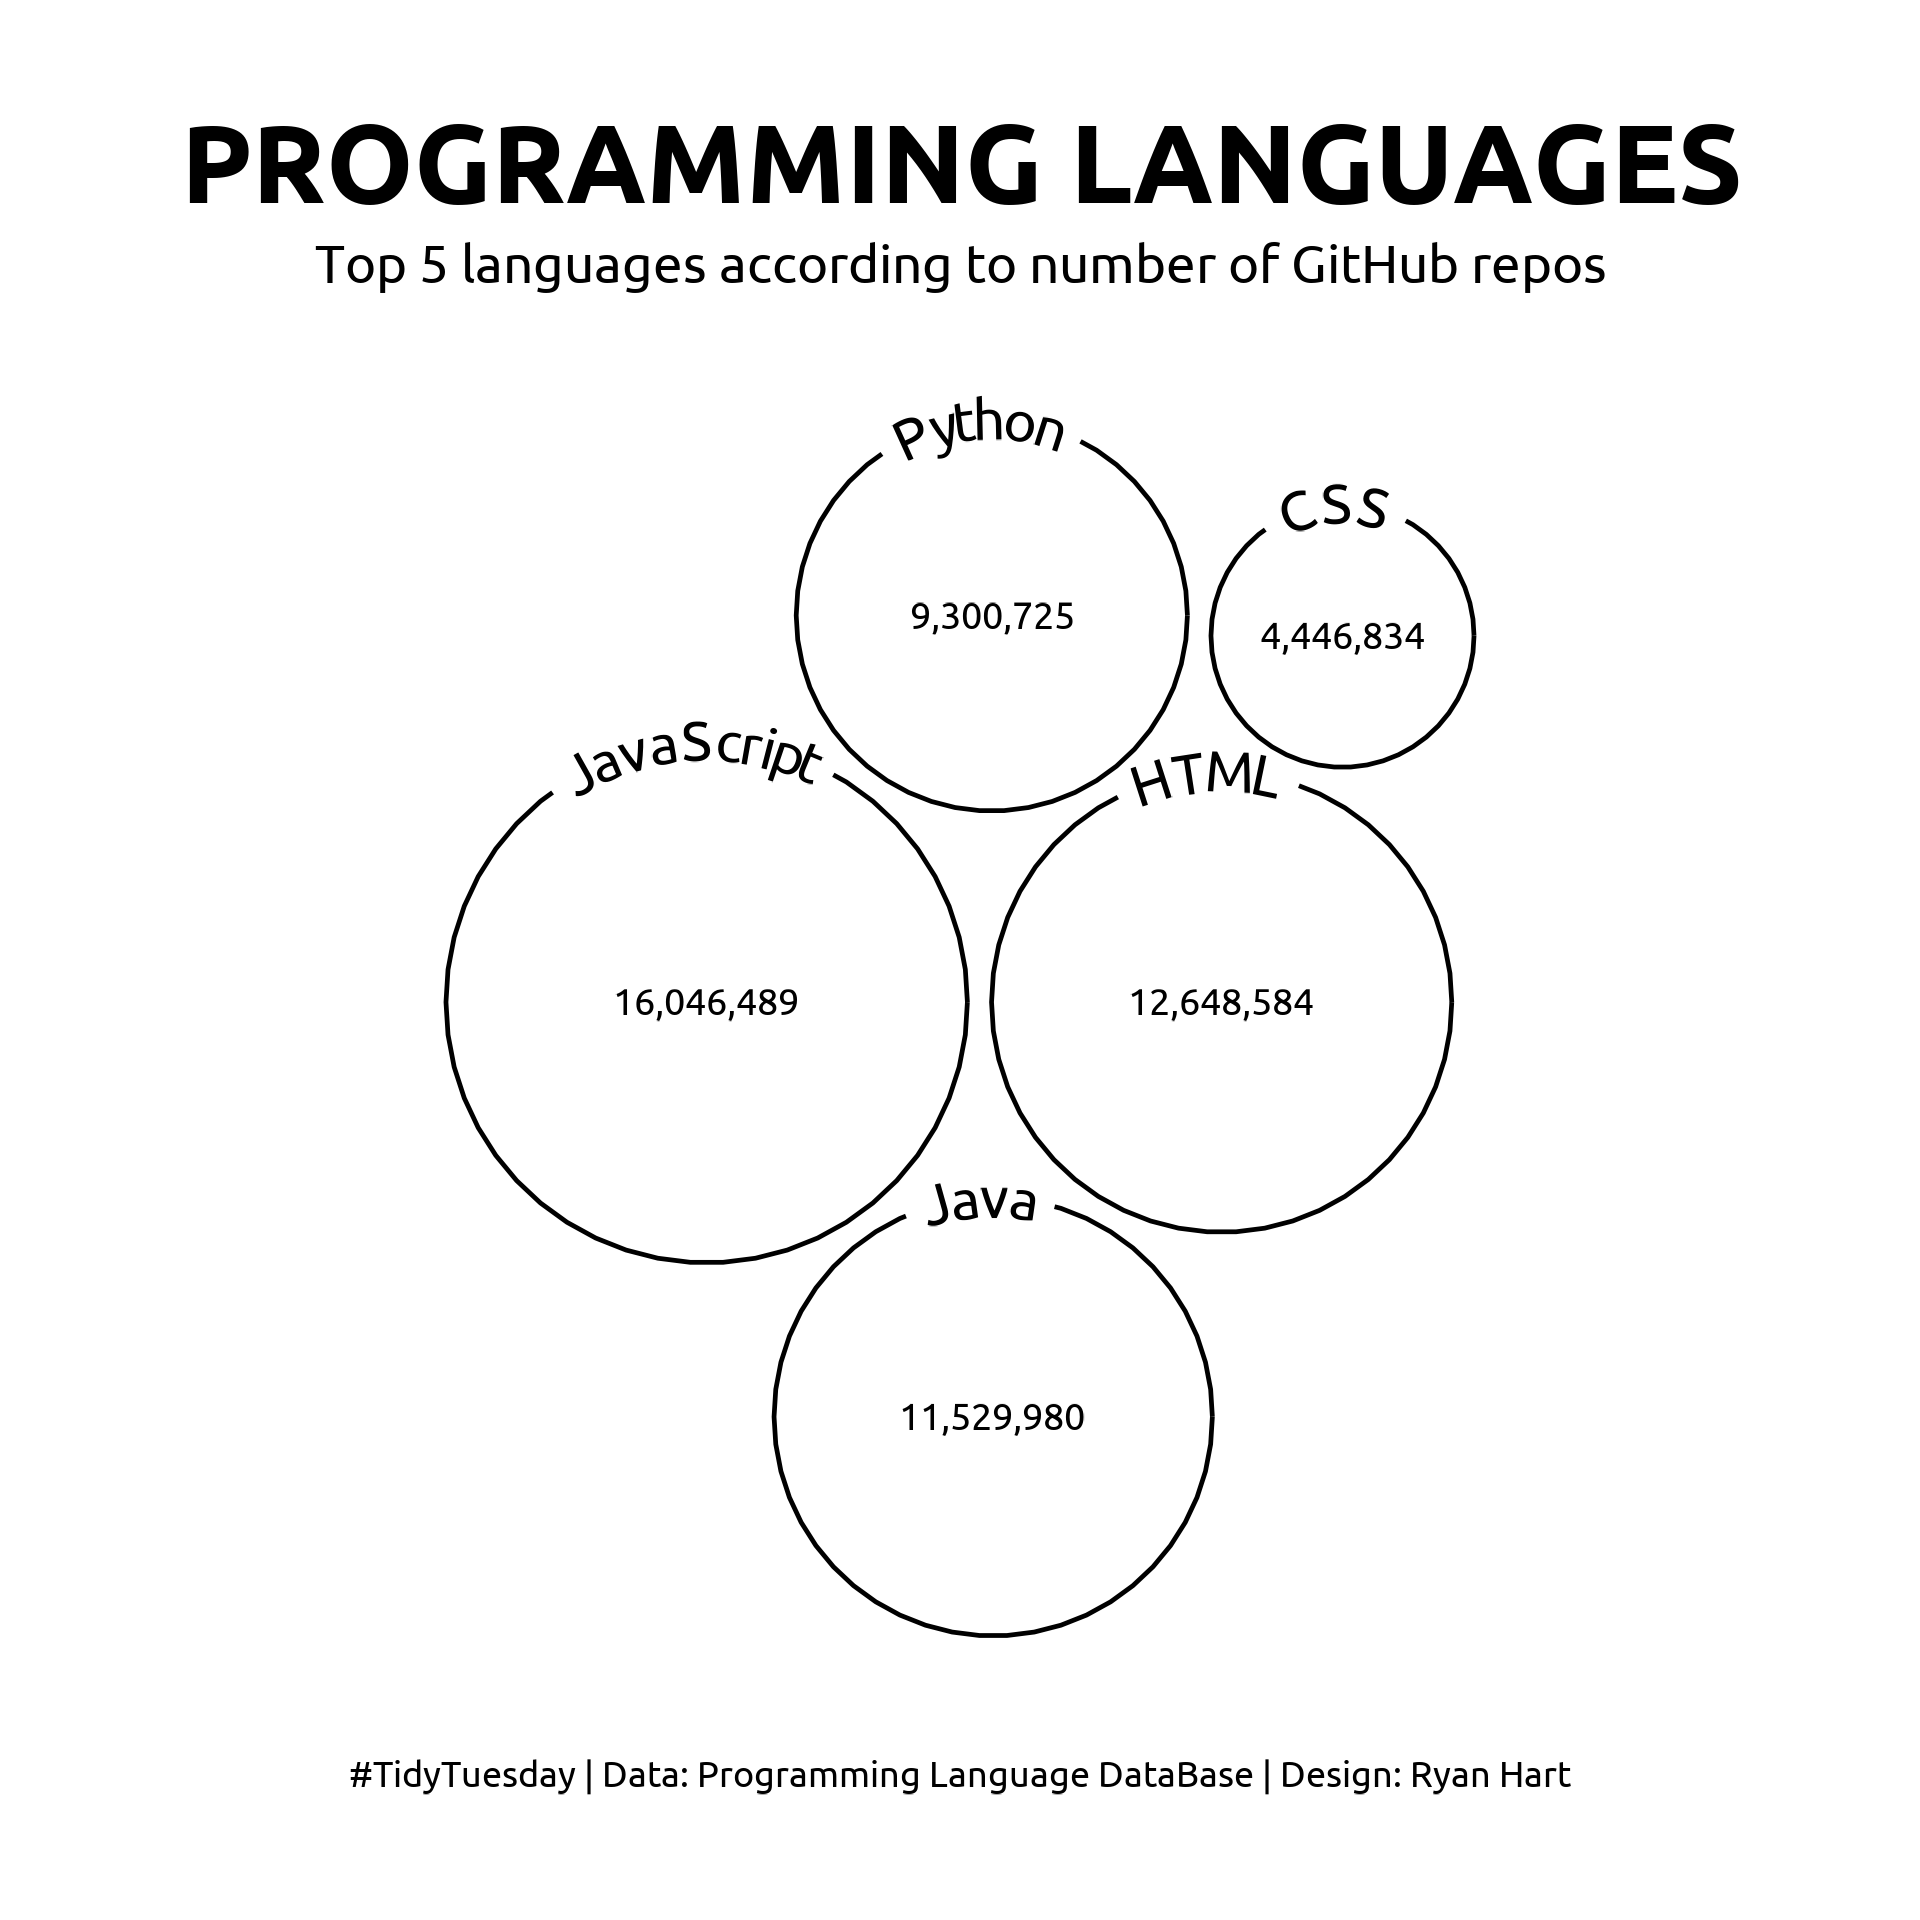 PROGRAMMING LANGUAGES
Top 5 languages according to number of GitHub repos
Python
9,300,725
CSS
4,446,834
JavaScript
16,046,489
HTML
12,648,584
Java
11,529,980
#TidyTuesday | Data: Programming Language DataBase | Design: Ryan Hart